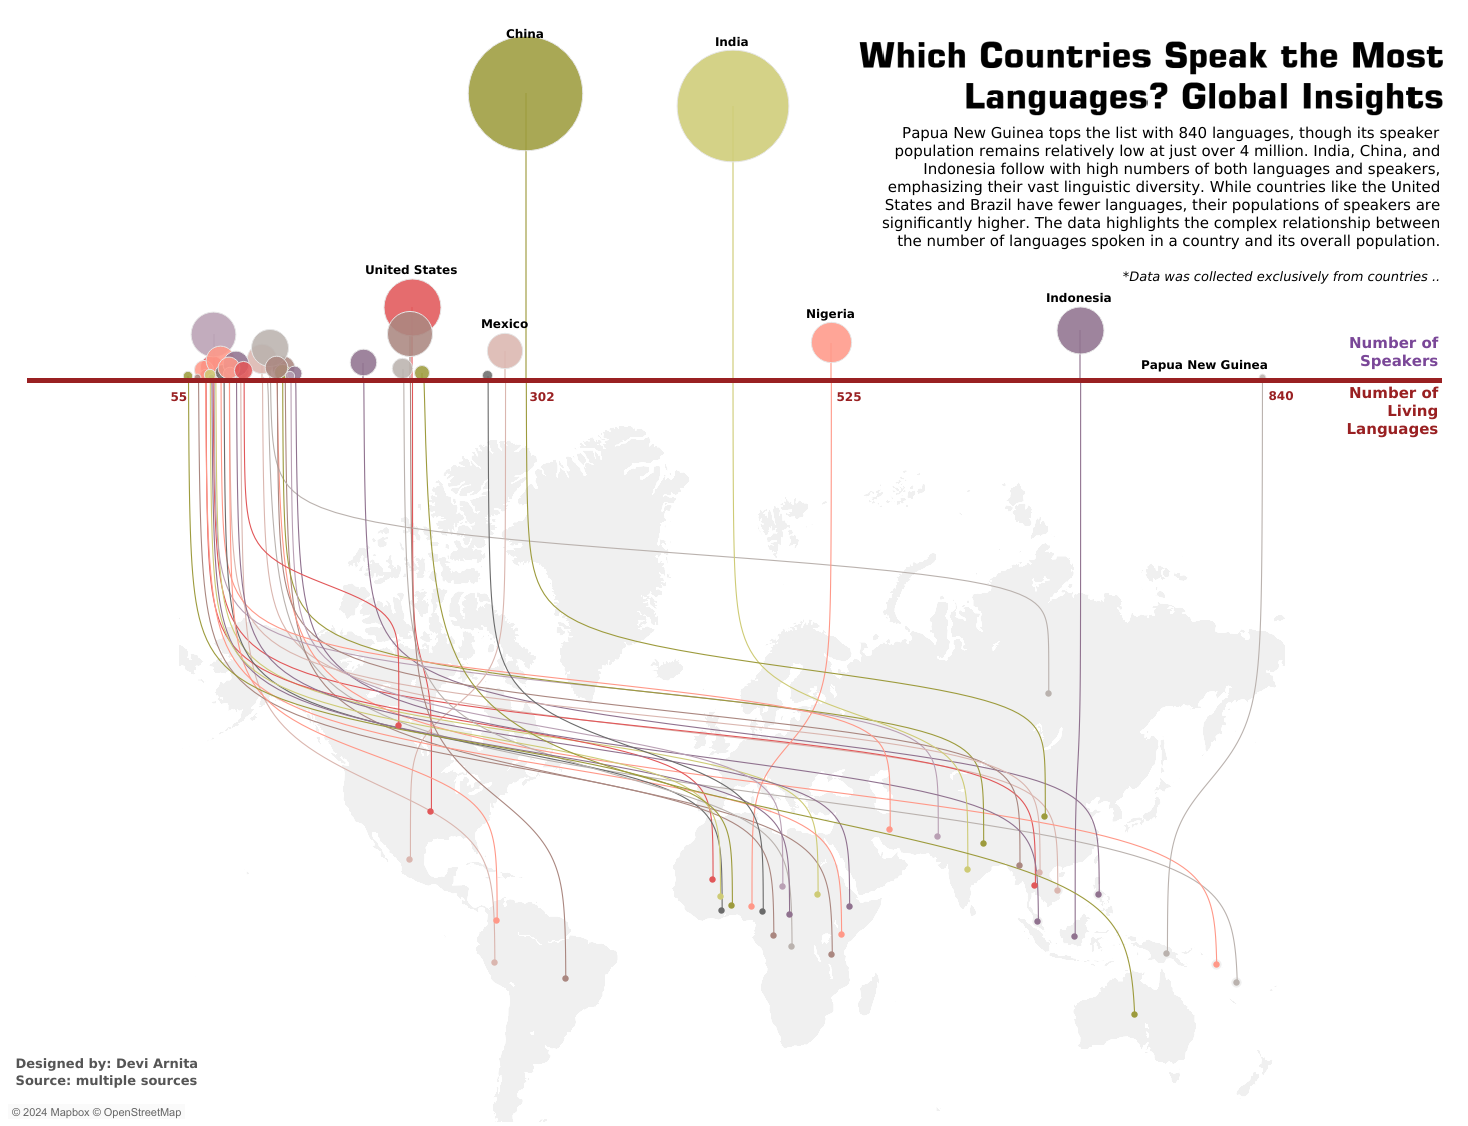 China
India
Which Countries Speak the Most
Languages? Global Insights
Papua New Guinea tops the list with 840 languages, though its speaker
population remains relatively low at just over 4 million. India, China, and
Indonesia follow with high numbers of both languages and speakers,
emphasizing their vast linguistic diversity. While countries like the United
States and Brazil have fewer languages, their populations of speakers are
significantly higher. The data highlights the complex relationship between
the number of languages spoken in a country and its overall population.
*Data was collected exclusively from countries ..
United States
Mexico
Nigeria
Indonesia
Papua New Guinea
Number of
Speakers
55
302
525
840
Number of
Living
Languages
Designed by: Devi Arnita
Source: multiple sources
© 2024 Mapbox © OpenStreetMap